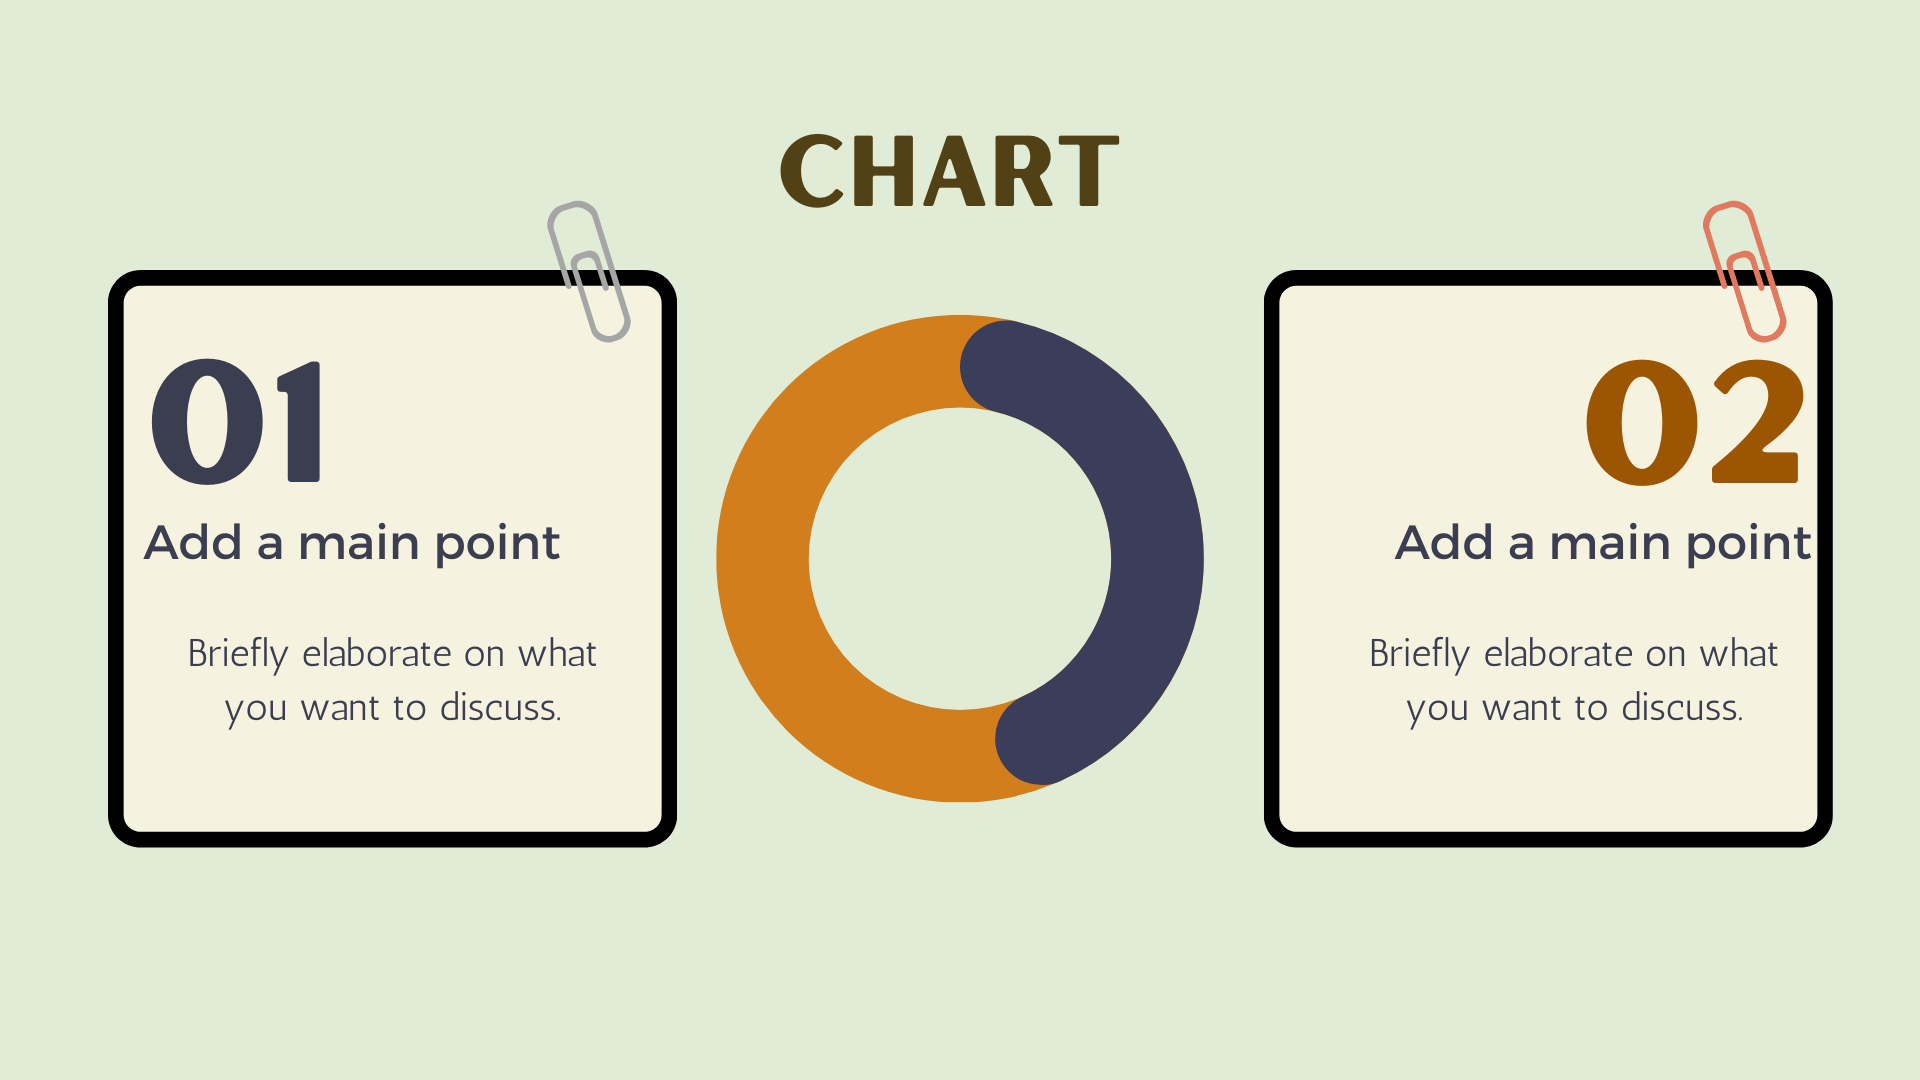 CHART
01
Add a main point
Briefly elaborate on what
you want to discuss.
02
Add a main point
Briefly elaborate on what
you want to discuss.